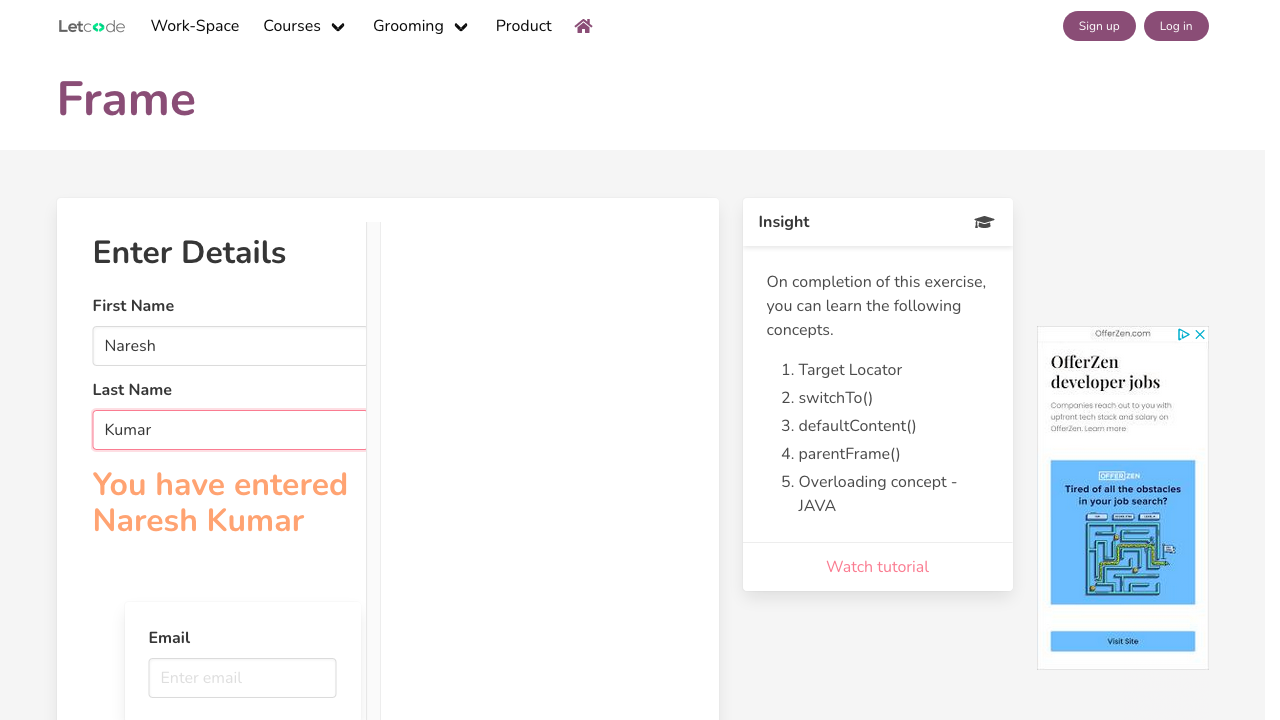 Letcode Work-Space Courses Grooming Product Sign up Log in
Frame
Enter Details
First Name
Naresh
Last Name
Kumar
You have entered
Naresh Kumar
Email
Enter email
Insight
On completion of this exercise,
you can learn the following
concepts.
1. Target Locator
2. switchTo()
3. defaultContent()
4. parentFrame()
5. Overloading concept -
JAVA
Watch tutorial
OfferZen.com
OfferZen
developer jobs
Companies reach out to you with
upfront tech stack and salary on
OfferZen. Learn more
OFFERZEN
Tired of all the obstacles
in your job search?
Visit Site